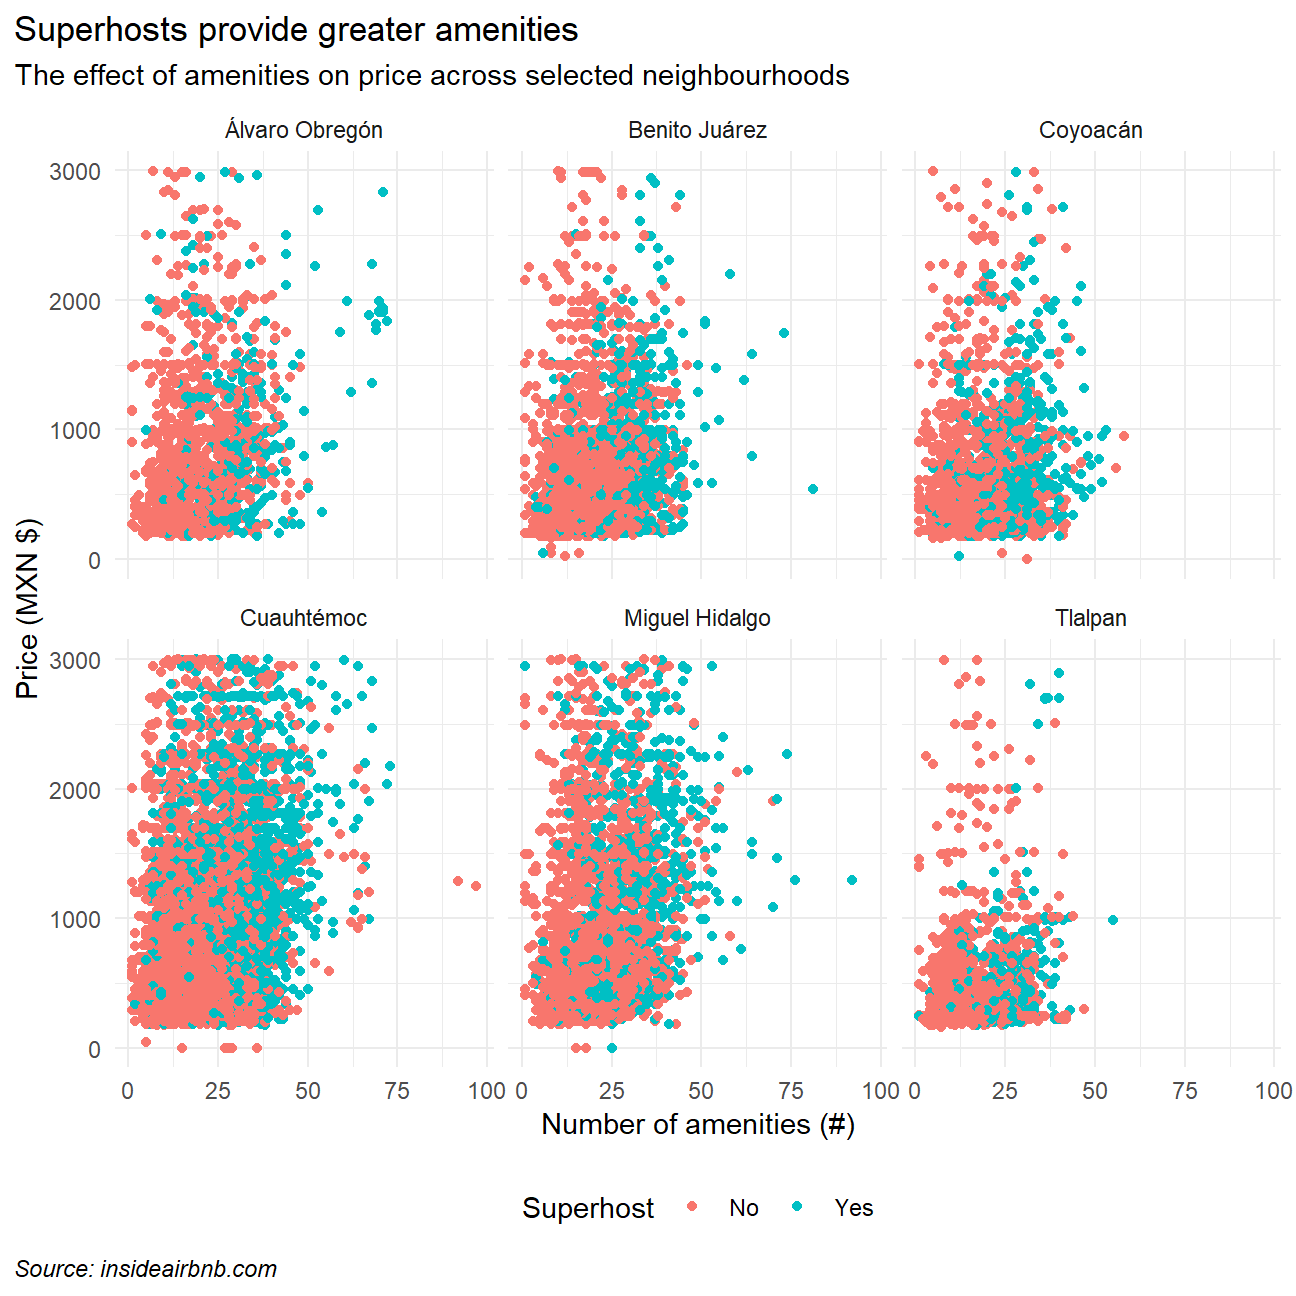 Superhosts provide greater amenities
The effect of amenities on price across selected neighbourhoods
Álvaro Obregón
Benito Juárez
Coyoacán
3000
2000
1000
0
Price (MXN $)
Cuauhtémoc
Miguel Hidalgo
Tlalpan
3000
2000
1000
0
0 25 50 75 100
0 25 50 75 100
0 25 50 75 100
Number of amenities (#)
Superhost No Yes
Source: insideairbnb.com